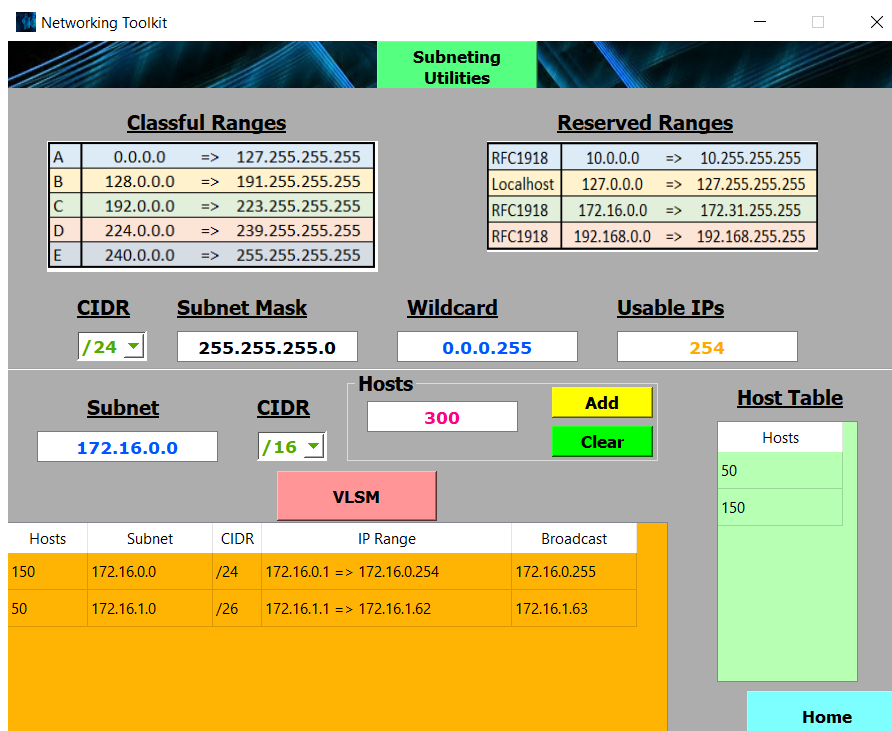 Networking Toolkit
Subneting
Utilities
Classful Ranges
A 0.0.0.0 => 127.255.255.255
B 128.0.0.0 => 191.255.255.255
C 192.0.0.0 => 223.255.255.255
D 224.0.0.0 => 239.255.255.255
E 240.0.0.0 => 255.255.255.255
Reserved Ranges
RFC1918 10.0.0.0 => 10.255.255.255
Localhost 127.0.0.0 => 127.255.255.255
RFC1918 172.16.0.0 => 172.31.255.255
RFC1918 192.168.0.0 => 192.168.255.255
CIDR Subnet Mask Wildcard Usable IPs
/24 255.255.255.0 0.0.0.255 254
Subnet CIDR Hosts
172.16.0.0 /16 300 Add
Clear
VLSM
Host Table
Hosts
50
150
Hosts Subnet CIDR IP Range Broadcast
150 172.16.0.0 /24 172.16.0.1 => 172.16.0.254 172.16.0.255
50 172.16.1.0 /26 172.16.1.1 => 172.16.1.62 172.16.1.63
Home